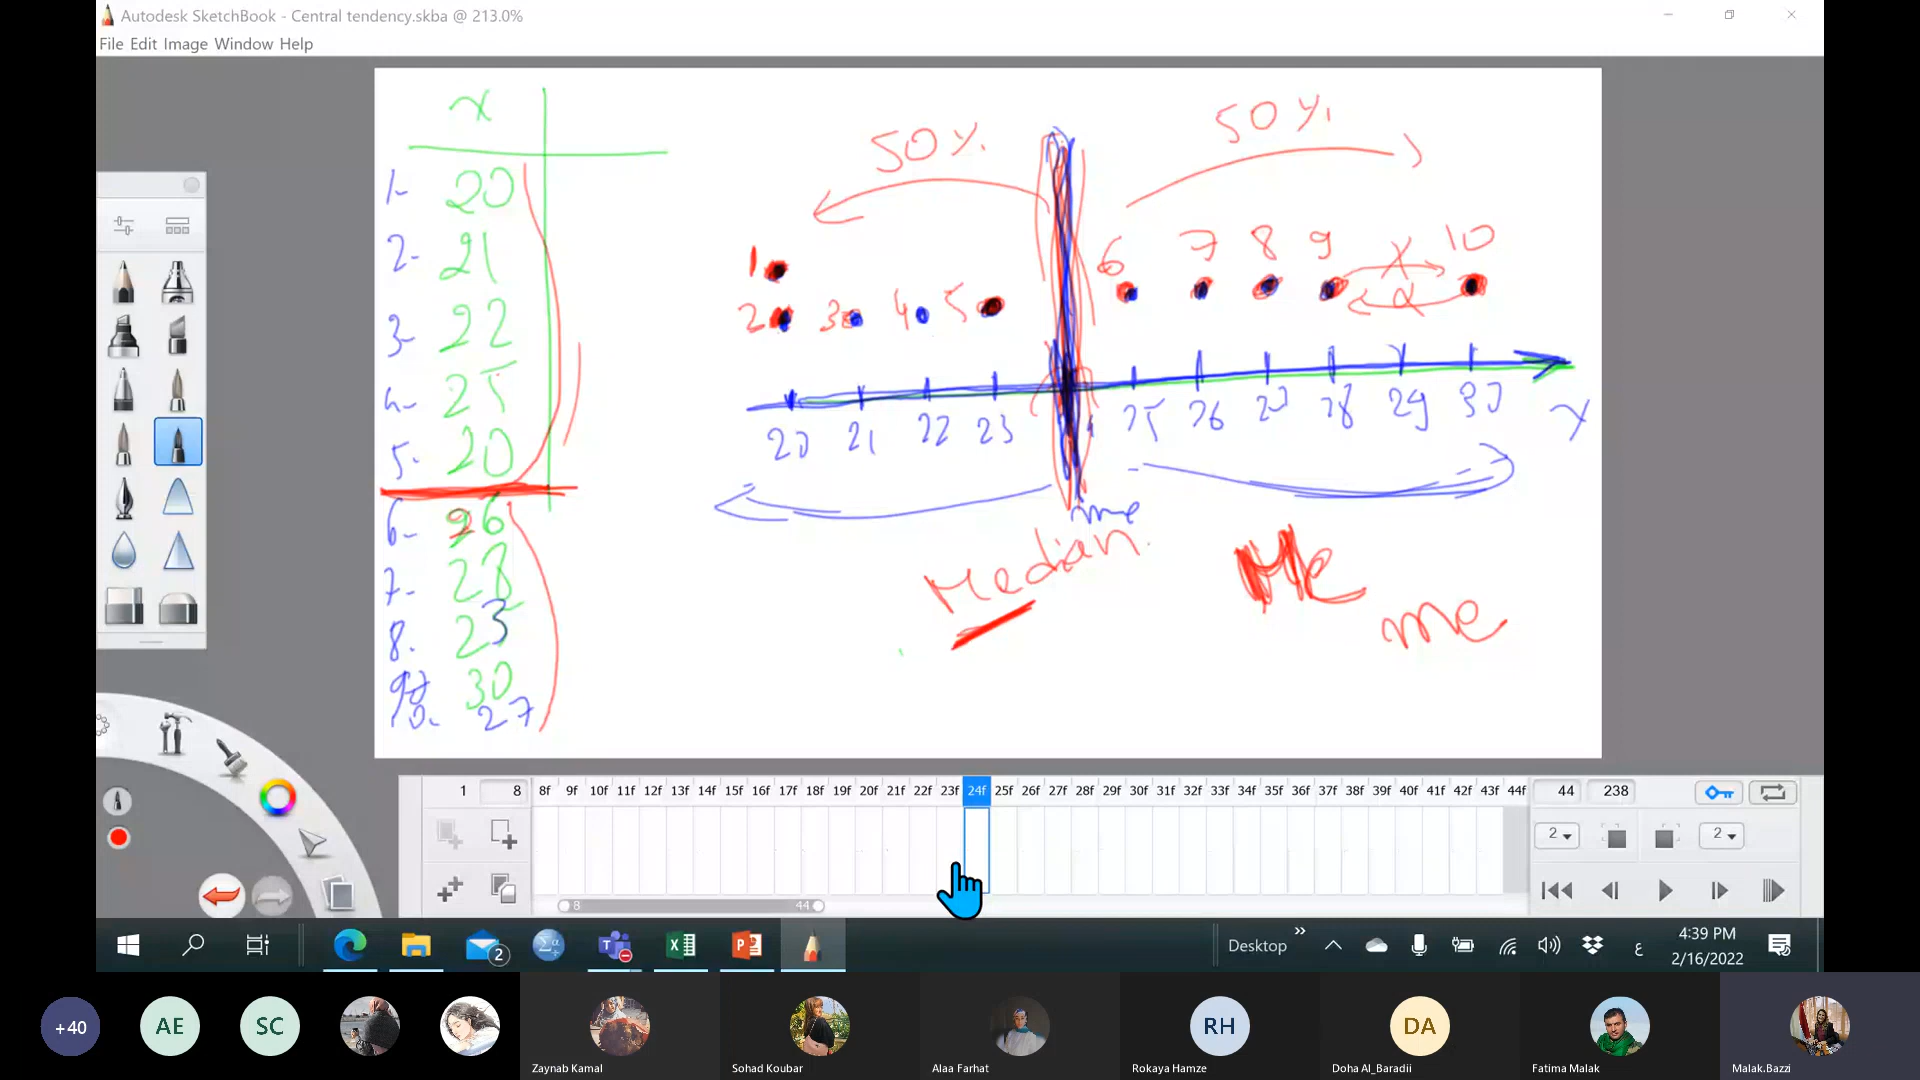 Autodesk SketchBook - Central tendency.skba @ 213.0%
File Edit Image Window Help
x
1- 20
2- 21
3- 22
4- 25
5- 20
6- 26
7- 28
8. 23
30
27
50 %
50 %
1
2 3 4 5
6 7 8 9 10
x
α
20 21 22 23 25 26 27 28 29 30 x
me
Median.
Me
me
1 8 8f 9f 10f 11f 12f 13f 14f 15f 16f 17f 18f 19f 20f 21f 22f 23f 24f 25f 26f 27f 28f 29f 30f 31f 32f 33f 34f 35f 36f 37f 38f 39f 40f 41f 42f 43f 44f 44 238
2 2
8 44
2 Desktop ع 4:39 PM
2/16/2022
+40 AE SC RH DA
Zaynab Kamal Sohad Koubar Alaa Farhat Rokaya Hamze Doha Al_Baradii Fatima Malak Malak.Bazzi